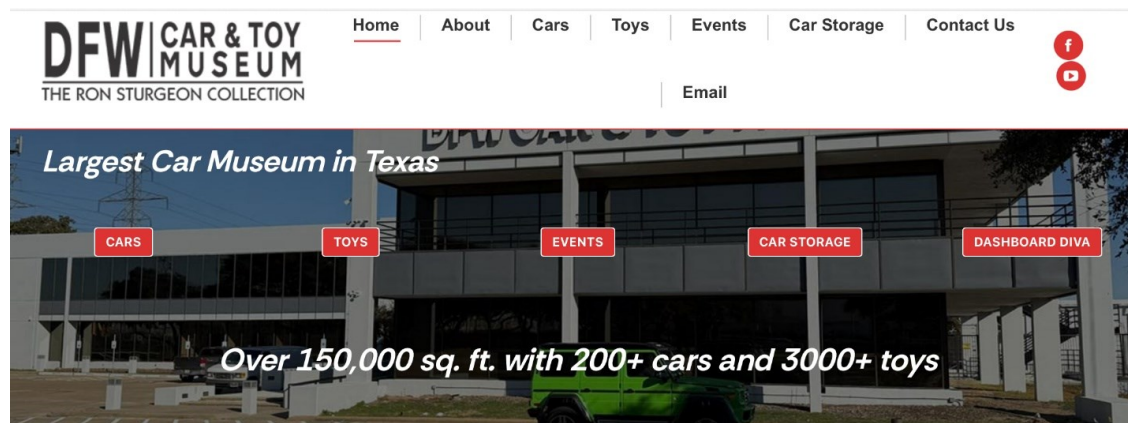 DFW CAR & TOY
MUSEUM
THE RON STURGEON COLLECTION
Home About Cars Toys Events Car Storage Contact Us
Email
Largest Car Museum in Texas
CARS TOYS EVENTS CAR STORAGE DASHBOARD DIVA
Over 150,000 sq. ft. with 200+ cars and 3000+ toys